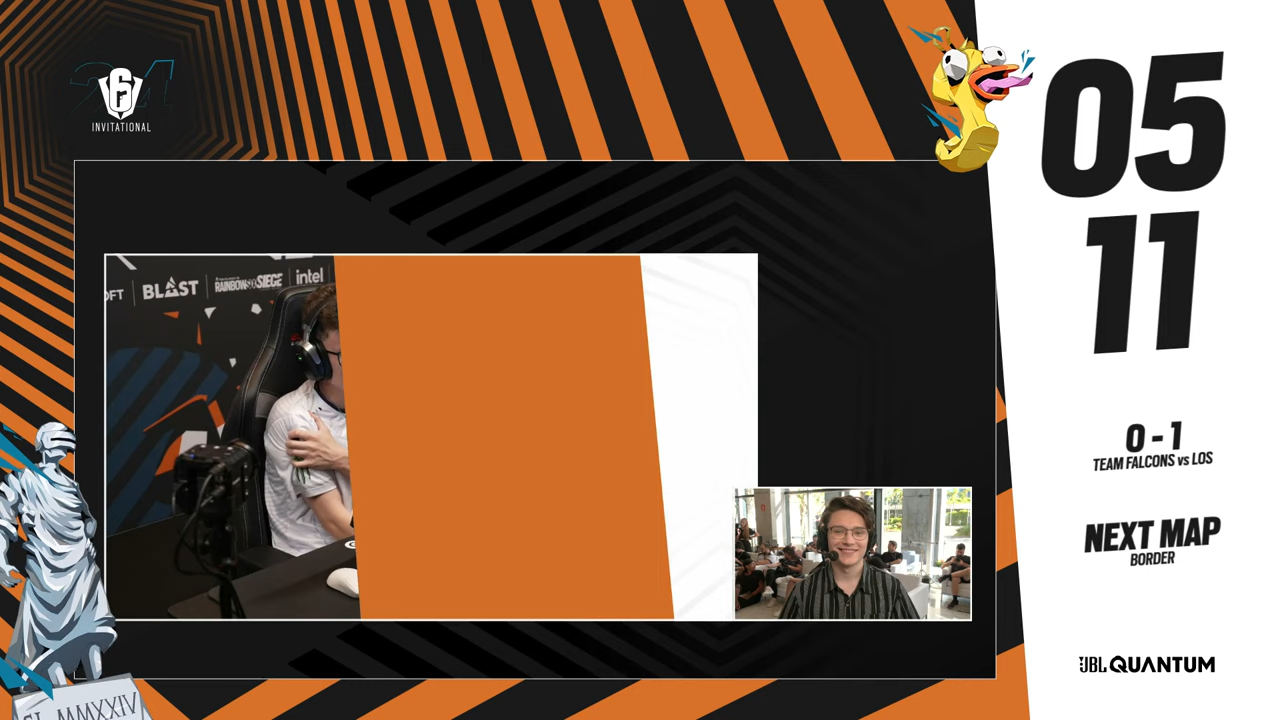 INVITATIONAL
05
11
BLAST
RAINBOW SIX SIEGE
intel
0 - 1
TEAM FALCONS vs LOS
NEXT MAP
BORDER
JBL QUANTUM
MMXXIV